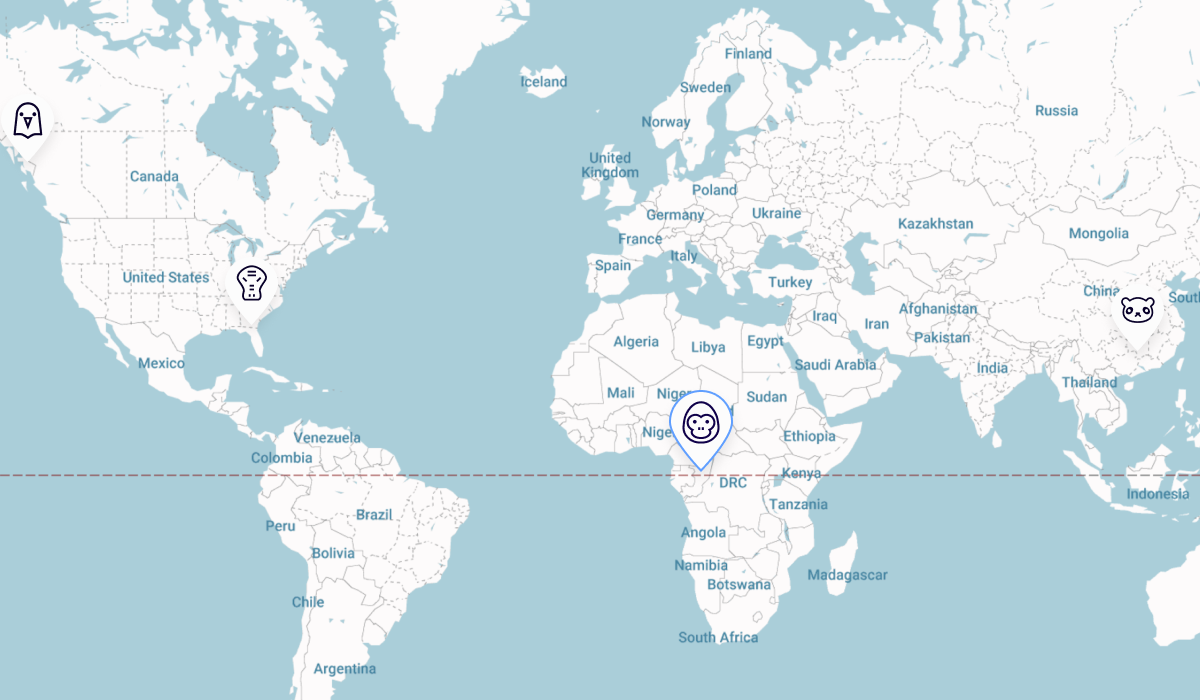 Finland
Iceland
Sweden
Russia
Norway
United
Kingdom
Canada
Poland
Germany
Ukraine
Kazakhstan
Mongolia
France
Italy
Spain
United States
Turkey
China
South
Afghanistan
Iraq
Iran
Algeria
Egypt
Pakistan
Libya
Mexico
Saudi Arabia
India
Thailand
Mali
Niger
Sudan
Nige
Ethiopia
Venezuela
Colombia
Kenya
DRC
Indonesia
Tanzania
Brazil
Peru
Angola
Bolivia
Namibia
Madagascar
Botswana
Chile
South Africa
Argentina